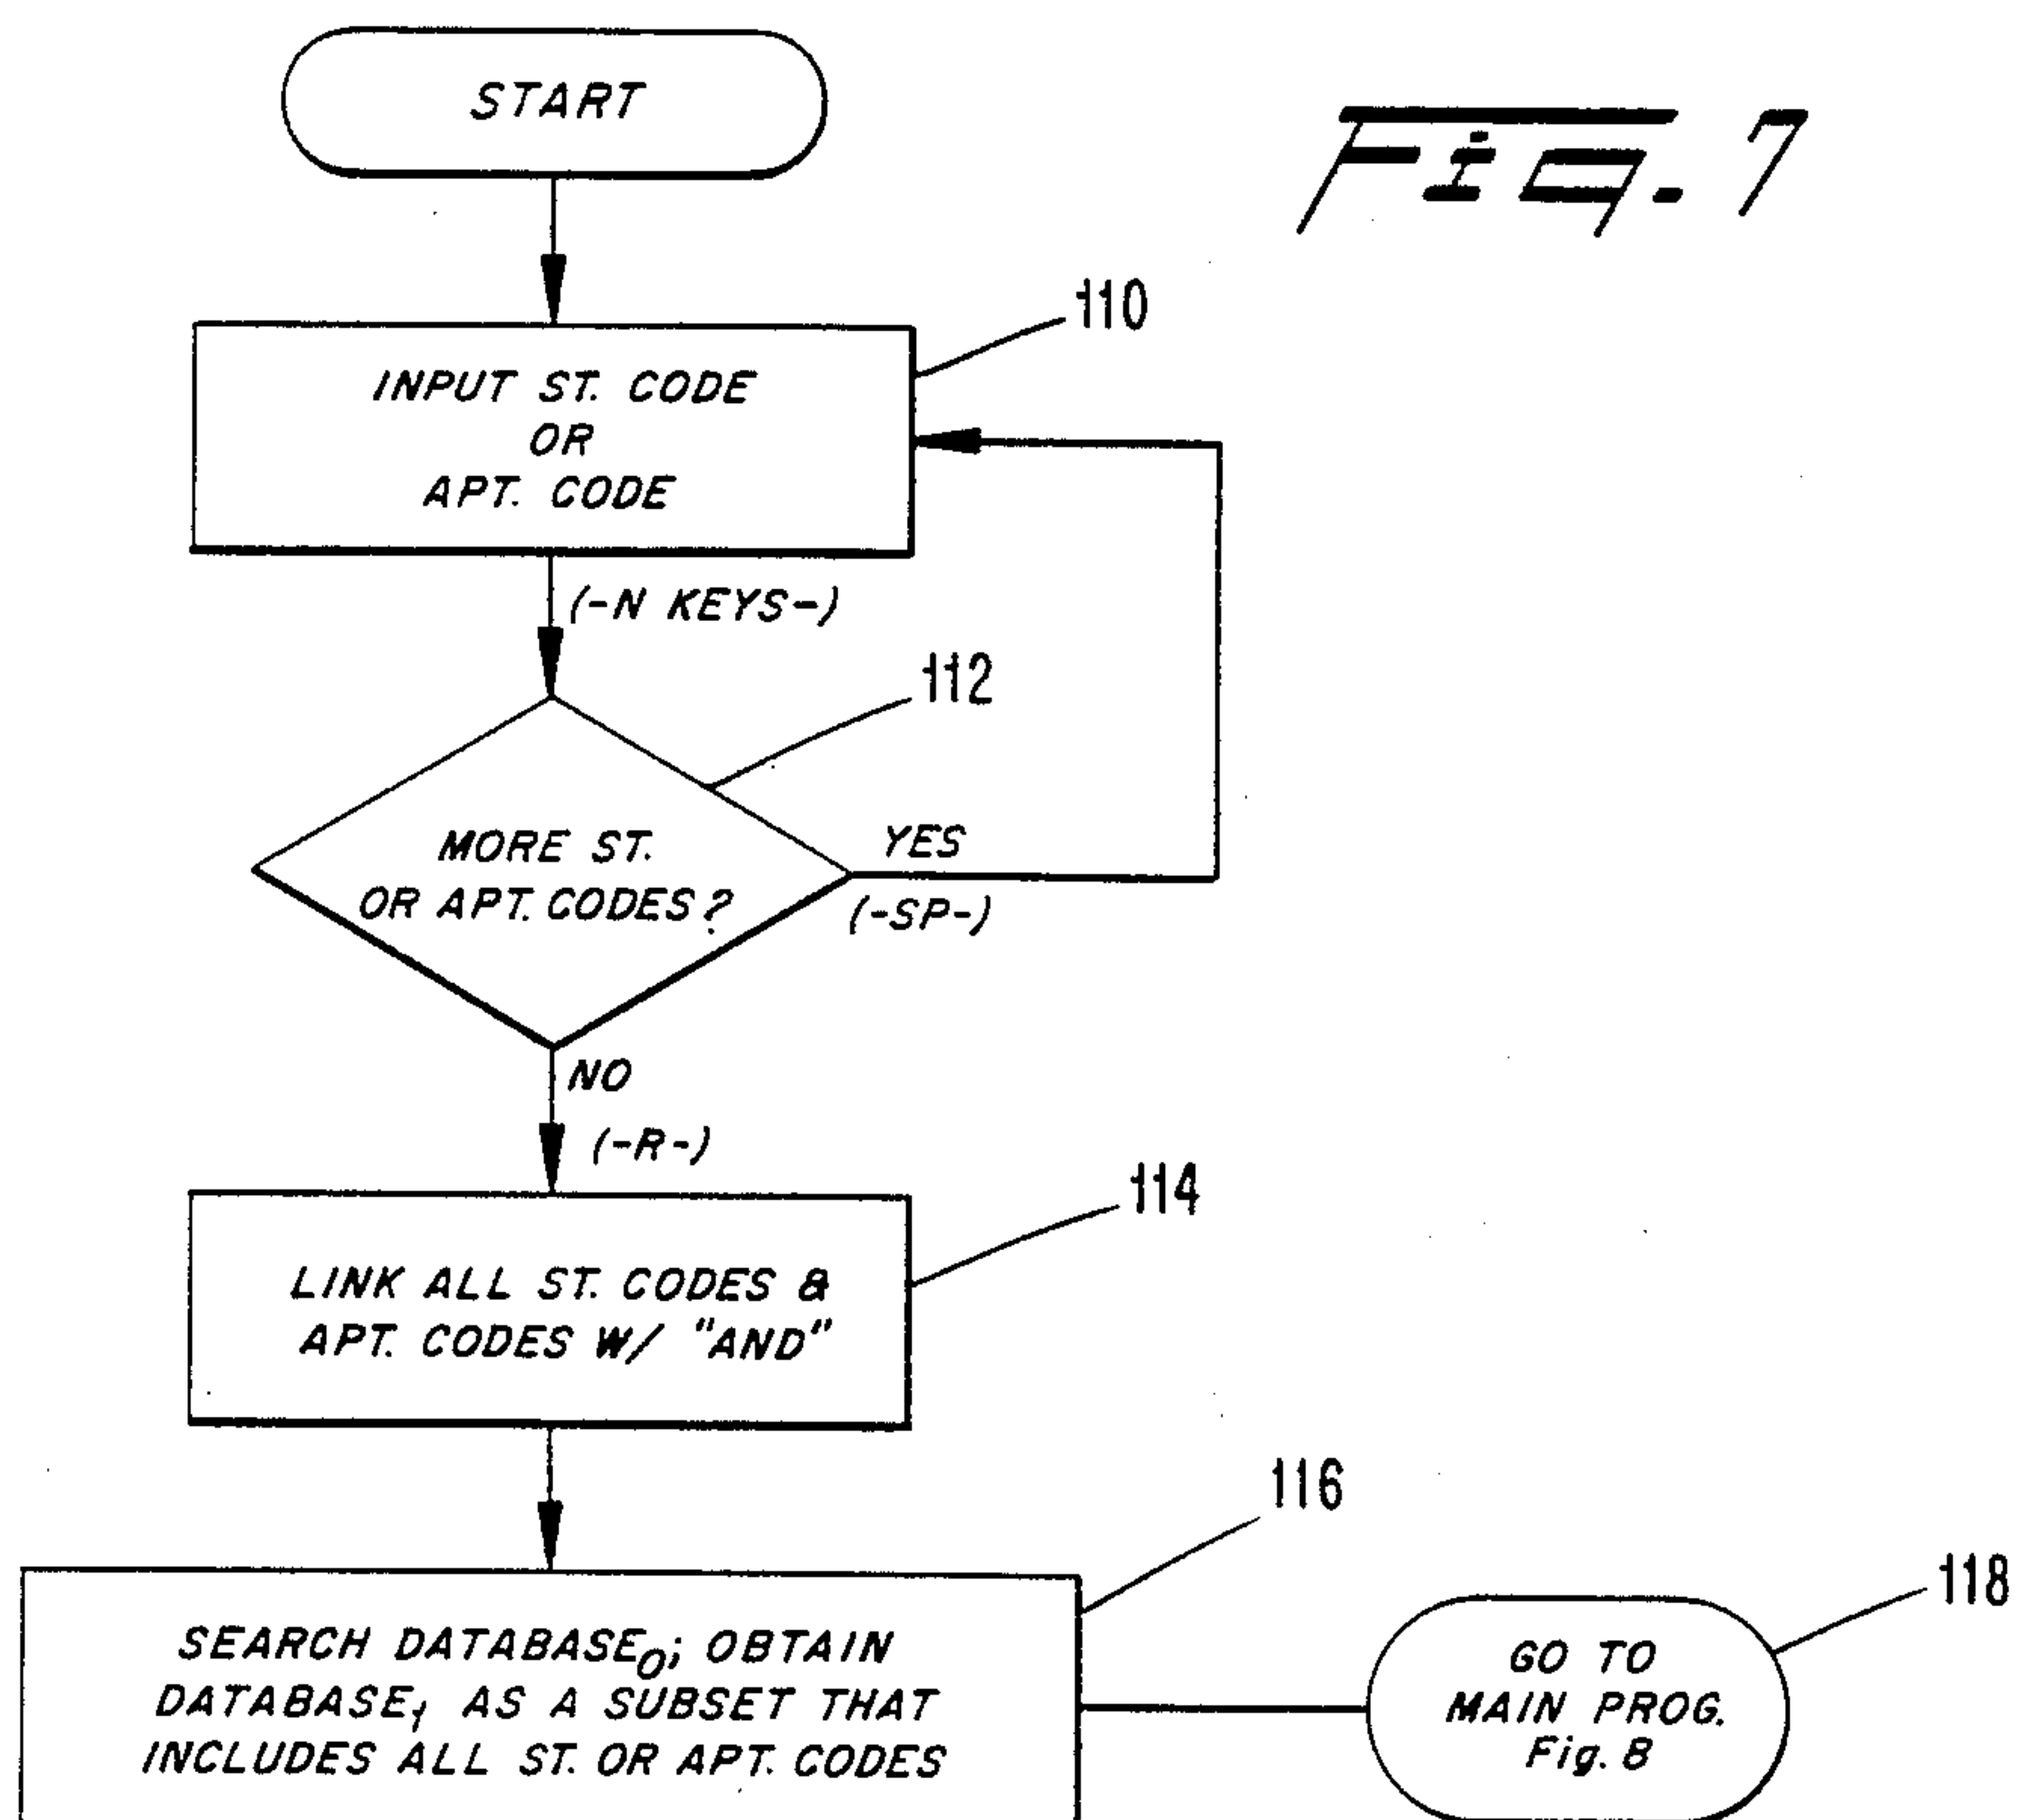 START
Fig. 7
110
INPUT ST. CODE
OR
APT. CODE
(-N KEYS-)
112
MORE ST.
OR APT. CODES?
YES
(-SP-)
NO
(-R-)
114
LINK ALL ST. CODES &
APT. CODES W/ "AND"
116
SEARCH DATABASE₀; OBTAIN
DATABASE₁ AS A SUBSET THAT
INCLUDES ALL ST. OR APT. CODES
118
GO TO
MAIN PROG.
Fig. 8